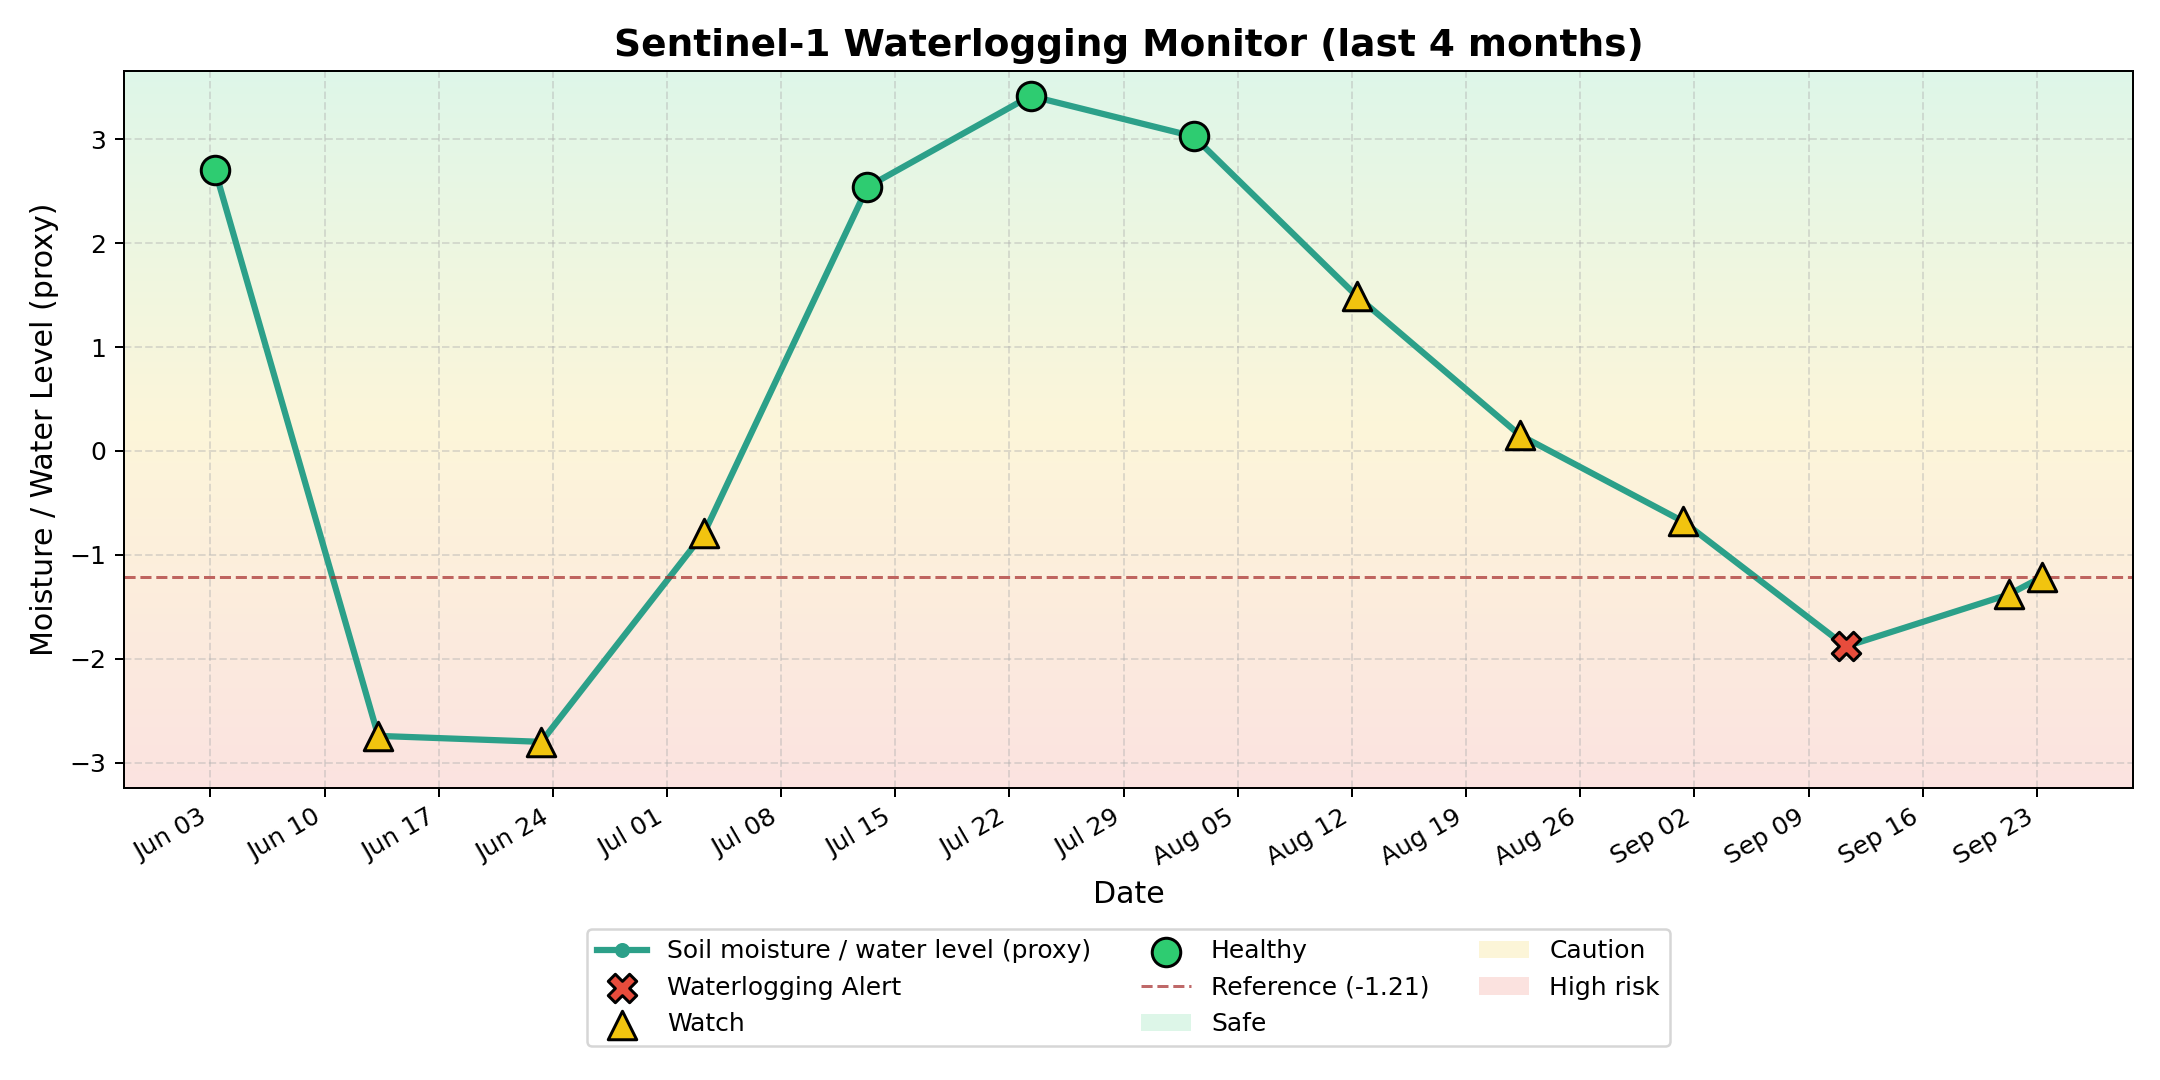 Sentinel-1 Waterlogging Monitor (last 4 months)
Moisture / Water Level (proxy)
3
2
1
0
−1
−2
−3
Jun 03
Jun 10
Jun 17
Jun 24
Jul 01
Jul 08
Jul 15
Jul 22
Jul 29
Aug 05
Aug 12
Aug 19
Aug 26
Sep 02
Sep 09
Sep 16
Sep 23
Date
Soil moisture / water level (proxy)
Waterlogging Alert
Watch
Healthy
Reference (-1.21)
Safe
Caution
High risk